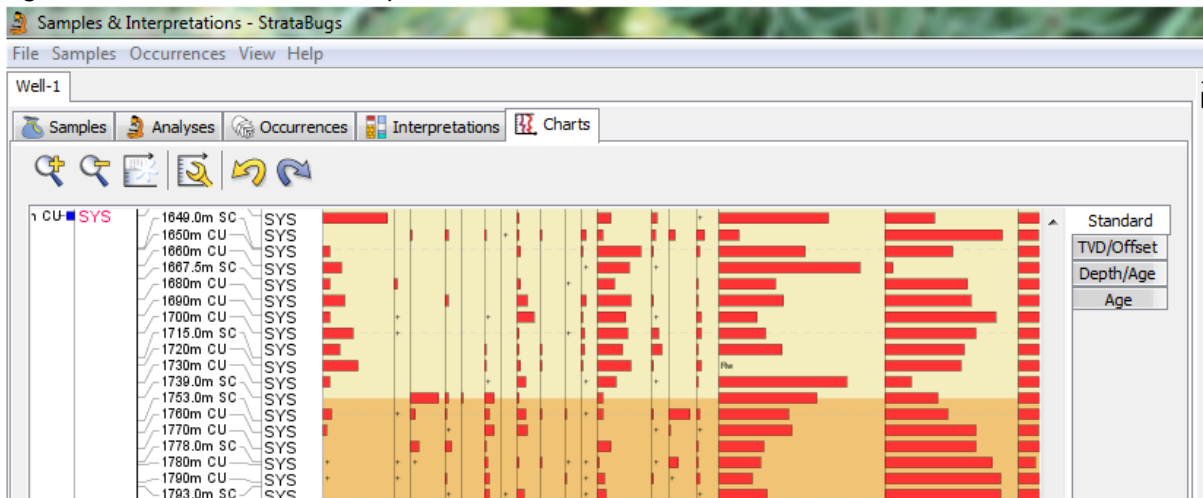 Samples & Interpretations - StrataBugs
File Samples Occurrences View Help
Well-1
Samples Analyses Occurrences Interpretations Charts
CU SYS 1649.0m SC SYS + Standard
1650m CU SYS +
1660m CU SYS TVD/Offset
1667.5m SC SYS + +
1680m CU SYS + Depth/Age
1690m CU SYS Age
1700m CU SYS + + +
1715.0m SC SYS + +
1720m CU SYS
1730m CU SYS Rw
1739.0m SC SYS + + +
1753.0m SC SYS
1760m CU SYS + +
1770m CU SYS + + + +
1778.0m SC SYS
1780m CU SYS + + + + +
1790m CU SYS + + +
1793.0m SC SYS + + +